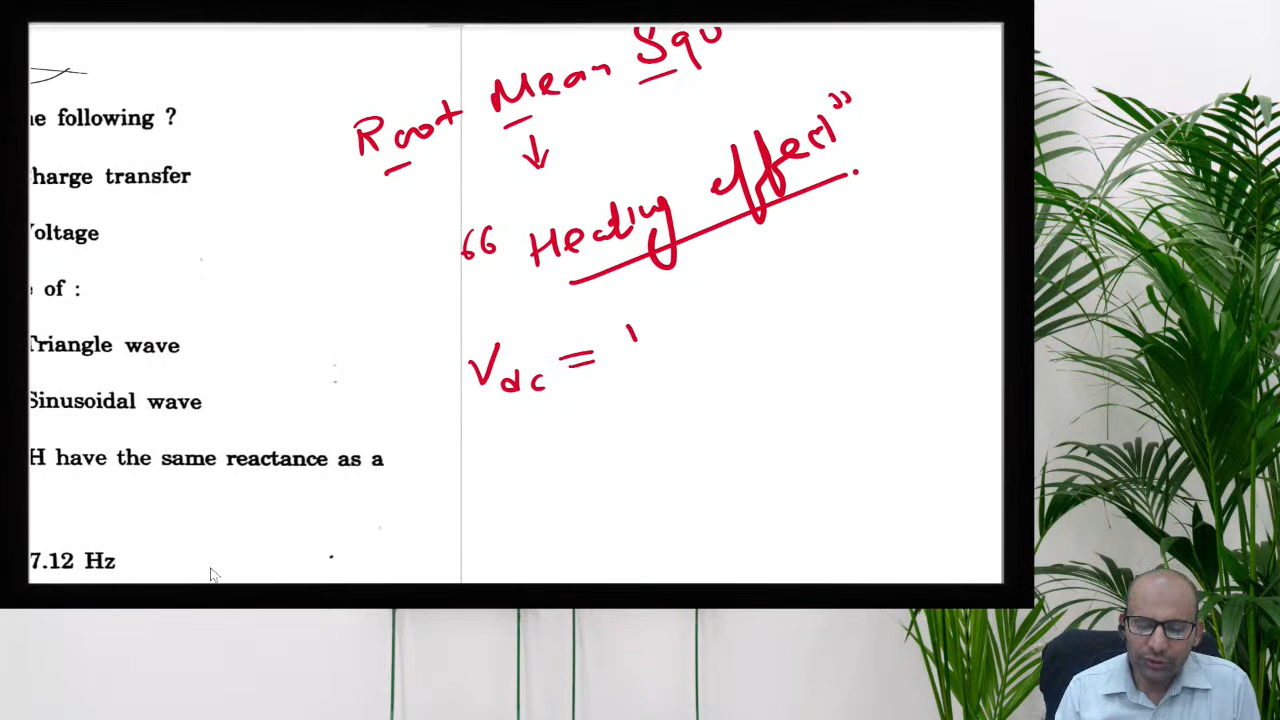 he following ?
harge transfer
Voltage
e of :
Triangle wave
Sinusoidal wave
H have the same reactance as a
7.12 Hz
Root Mean Squ
↓
“ Heating effect”
Vdc =